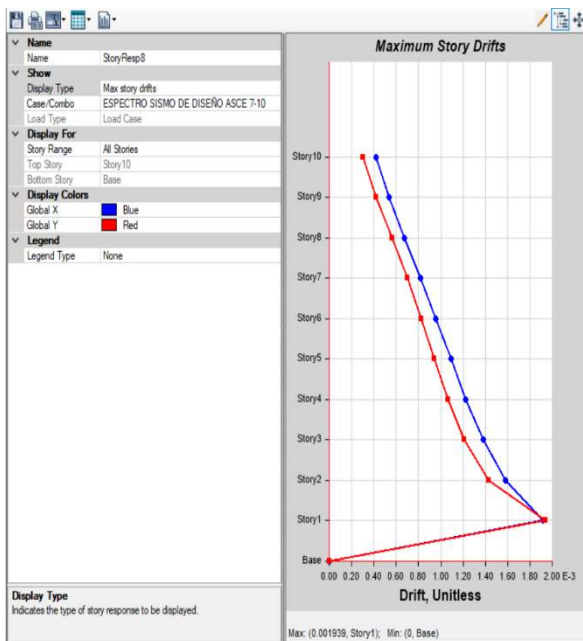 Name
Name StoryResp8
Show
Display Type Max story drifts
Case/Combo ESPECTRO SISMO DE DISEÑO ASCE 7-10
Load Type Load Case
Display For
Story Range All Stories
Top Story Story10
Bottom Story Base
Display Colors
Global X Blue
Global Y Red
Legend
Legend Type None
Display Type
Indicates the type of story response to be displayed.
Maximum Story Drifts
Story10
Story9
Story8
Story7
Story6
Story5
Story4
Story3
Story2
Story1
Base
0.00 0.20 0.40 0.60 0.80 1.00 1.20 1.40 1.60 1.80 2.00 E-3
Drift, Unitless
Max: (0.001939, Story1); Min: (0, Base)